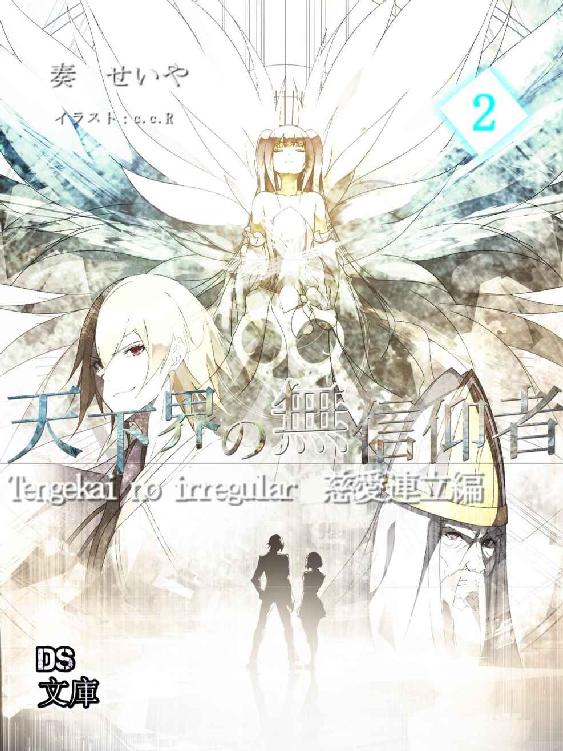 奏 せいや
イラスト:c.c.R
2
天下界の無信仰者
Tengekai no irregular 慈愛連立編
DS
文庫